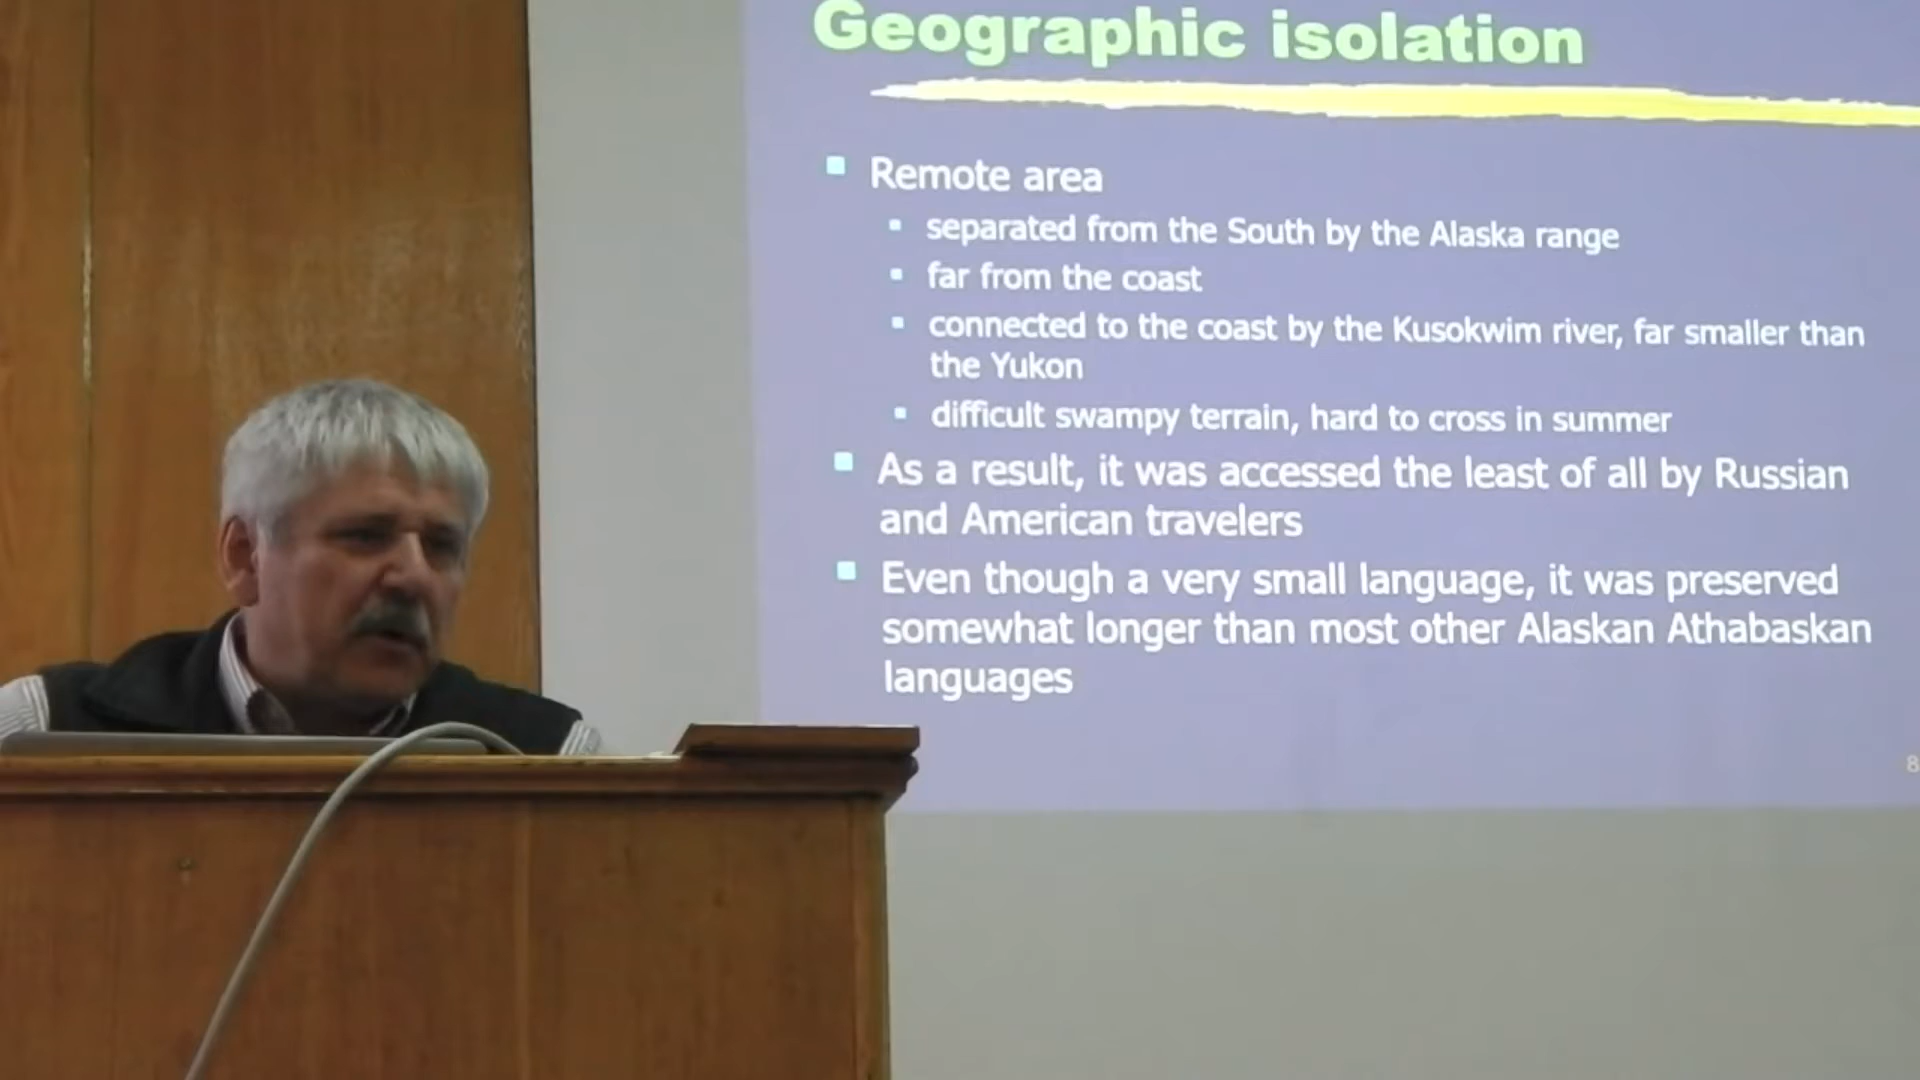 Geographic isolation
Remote area
separated from the South by the Alaska range
far from the coast
connected to the coast by the Kusokwim river, far smaller than
the Yukon
difficult swampy terrain, hard to cross in summer
As a result, it was accessed the least of all by Russian
and American travelers
Even though a very small language, it was preserved
somewhat longer than most other Alaskan Athabaskan
languages
8